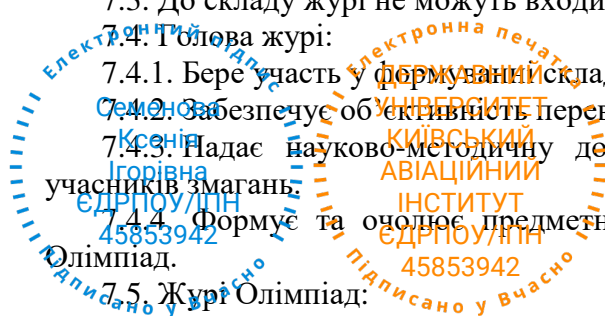 7.3. До складу журі не можуть входи
7.4. Голова журі:
7.4.1. Бере участь у формуванні склад
7.4.2. Забезпечує об’єктивність перев
7.4.3. Надає науково-методичну до
учасників змагань.
7.4.4. Формує та очолює предметн
Олімпіад.
7.5. Журі Олімпіад:
Електронний підпис
Семенова
Ксенія
Ігорівна
ЄДРПОУ/ІПН
45853942
Підписано у Вчасно
Електронна печатка
ДЕРЖАВНИЙ
УНІВЕРСИТЕТ
КИЇВСЬКИЙ
АВІАЦІЙНИЙ
ІНСТИТУТ
ЄДРПОУ/ІПН
45853942
Підписано у Вчасно